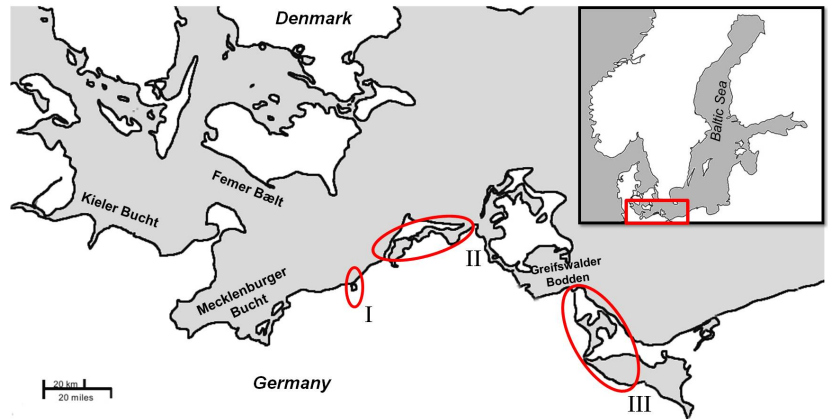 Denmark
Baltic Sea
Femer Bælt
Kieler Bucht
II
Greifswalder
Bodden
Mecklenburger
Bucht
I
20 km
20 miles
Germany
III